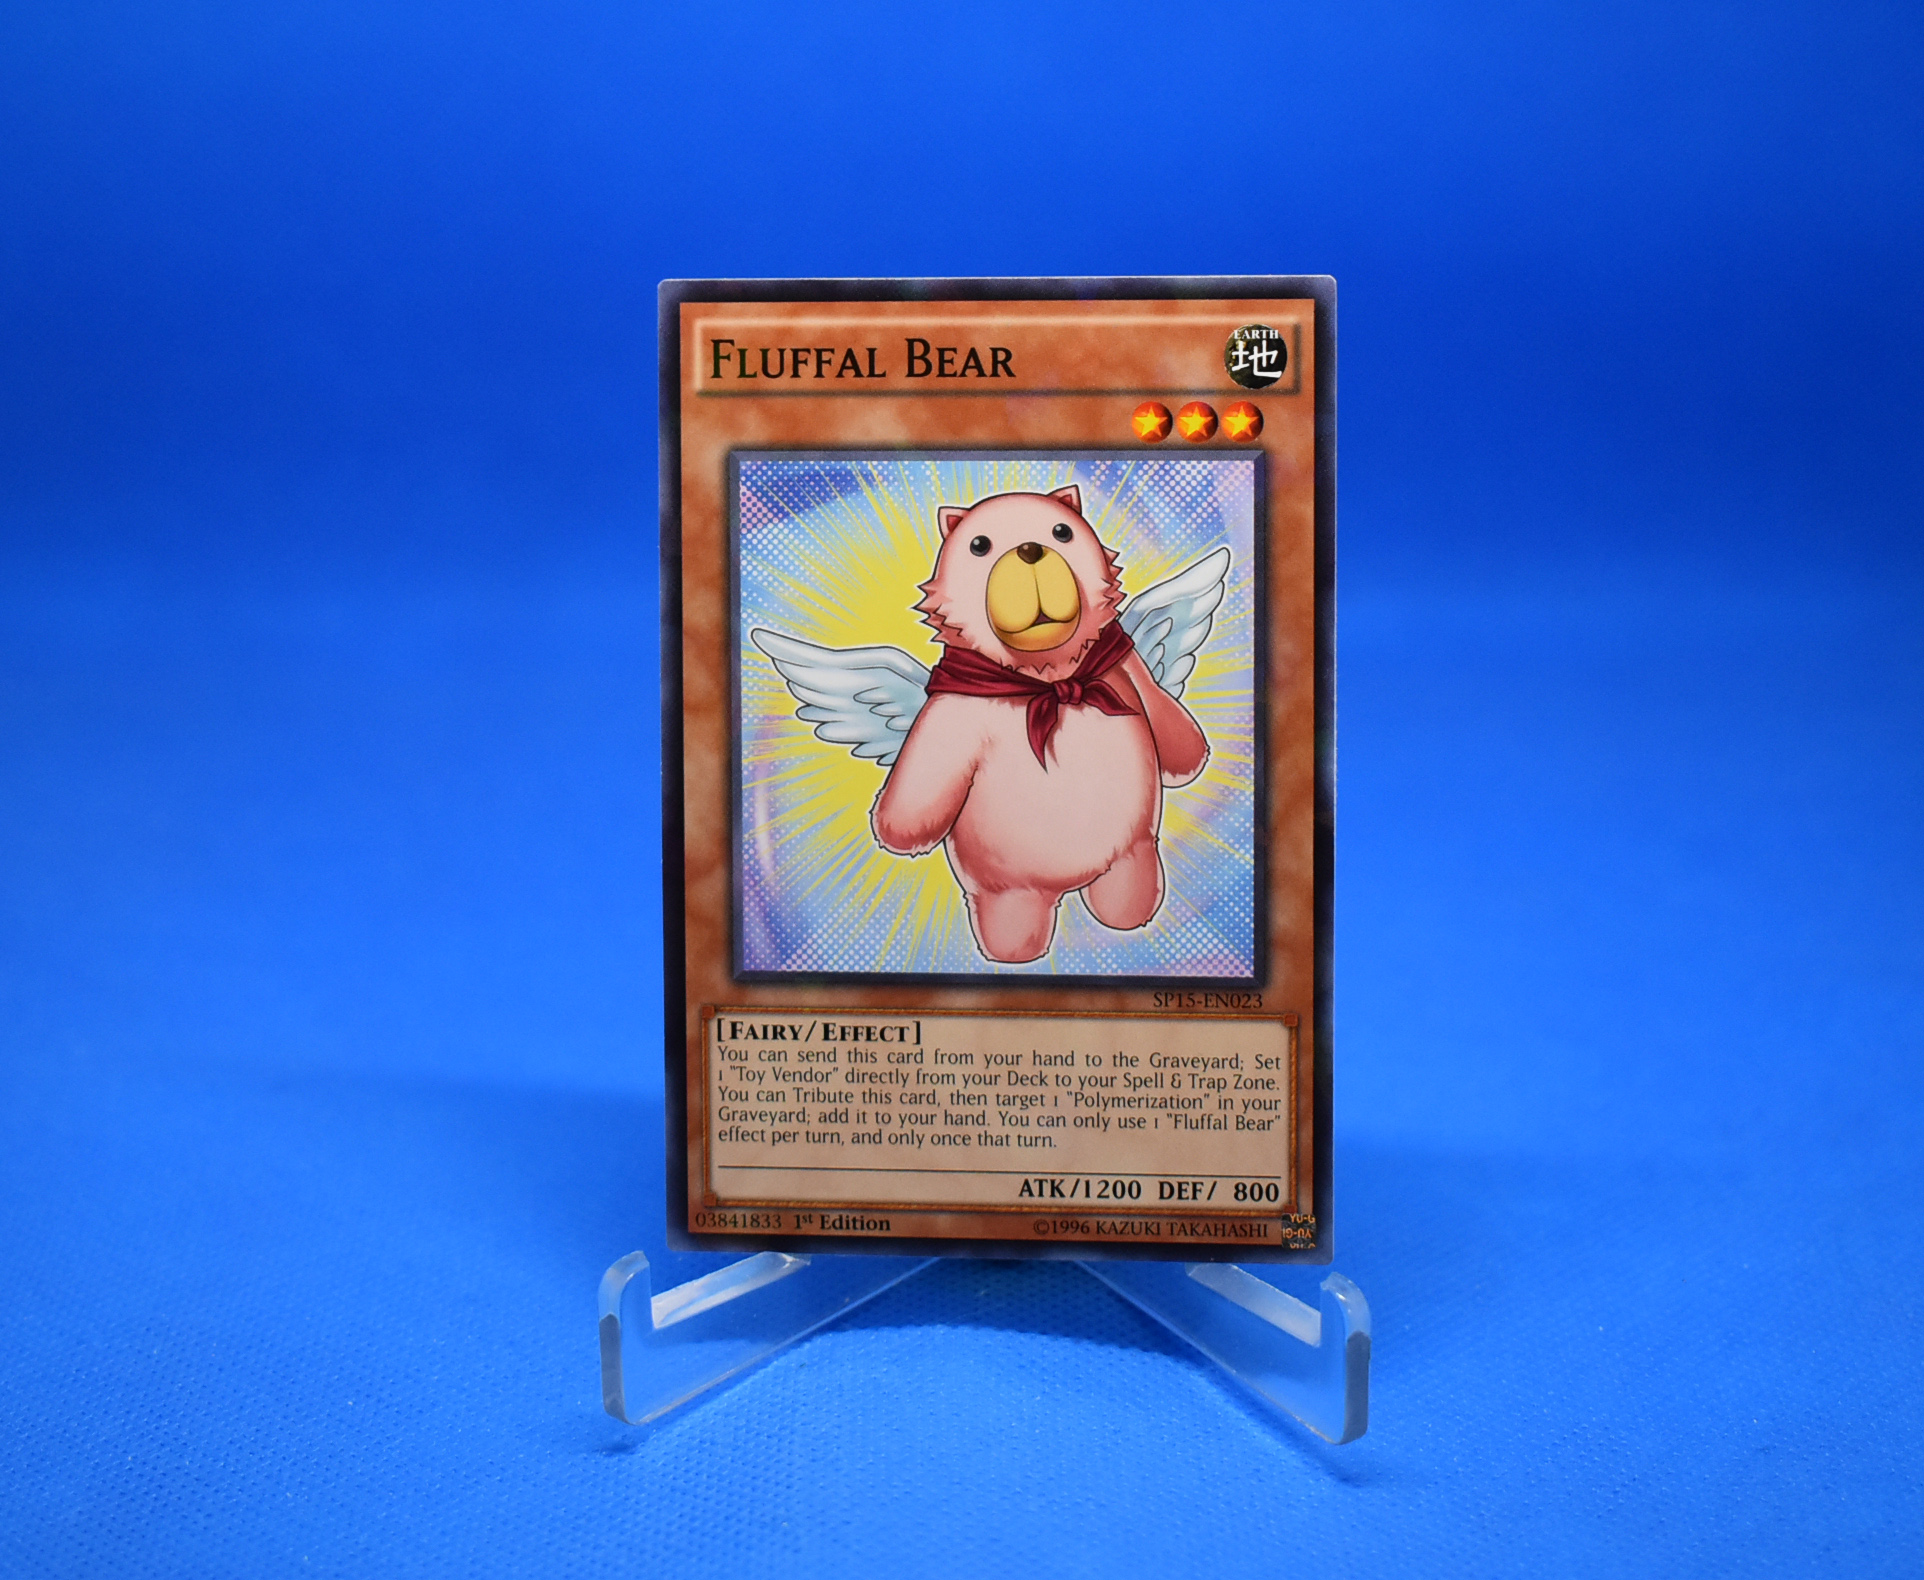 FLUFFAL BEAR
EARTH
地
SP15-EN023
[FAIRY/EFFECT]
You can send this card from your hand to the Graveyard; Set
1 "Toy Vendor" directly from your Deck to your Spell & Trap Zone.
You can Tribute this card, then target 1 "Polymerization" in your
Graveyard; add it to your hand. You can only use 1 "Fluffal Bear"
effect per turn, and only once that turn.
ATK/1200 DEF/ 800
03841833 1st Edition
©1996 KAZUKI TAKAHASHI